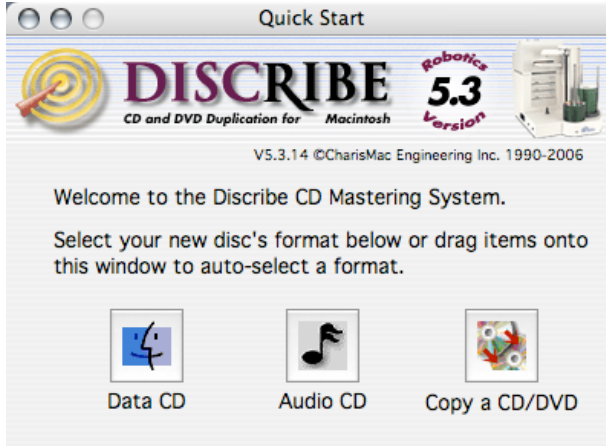 Quick Start
DISCRIBE
CD and DVD Duplication for Macintosh
Robotics
5.3
Version
V5.3.14 ©CharisMac Engineering Inc. 1990-2006
Welcome to the Discribe CD Mastering System.
Select your new disc's format below or drag items onto
this window to auto-select a format.
Data CD Audio CD Copy a CD/DVD